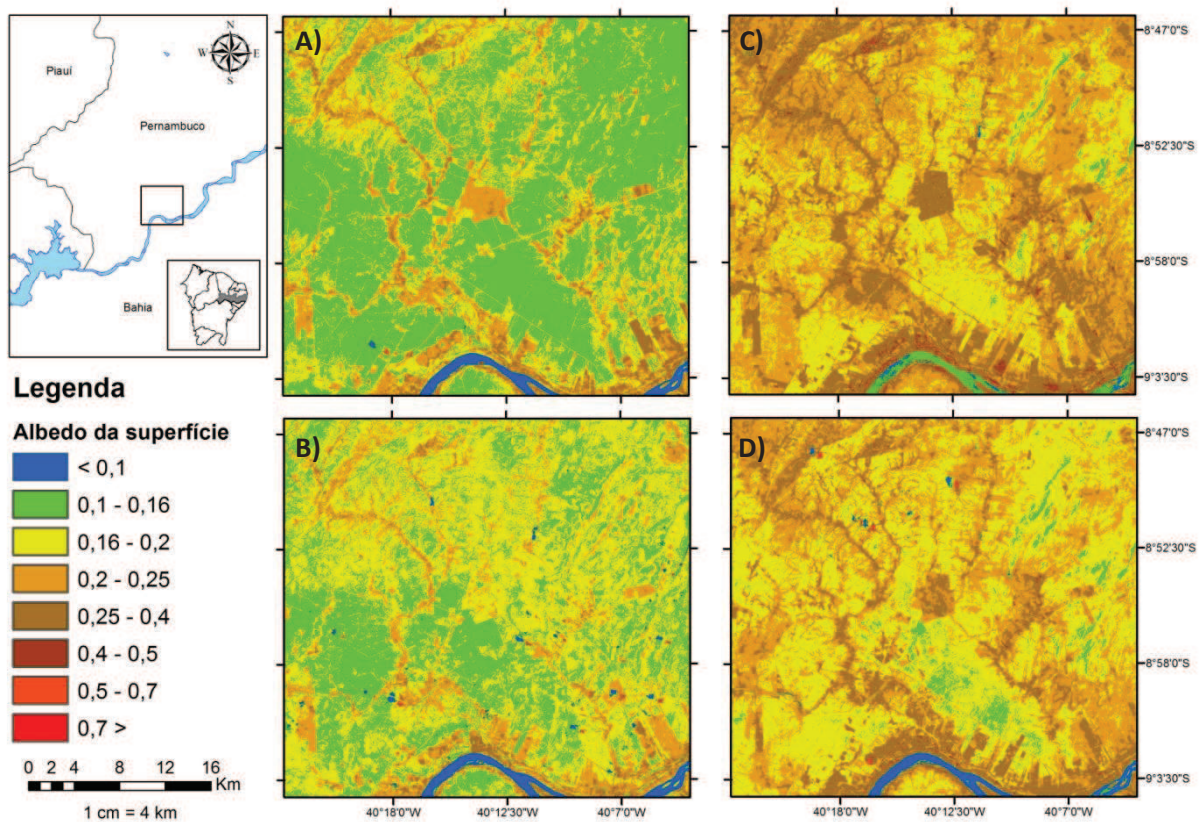 N
W
E
S
Piauí
Pernambuco
Bahia
Legenda
Albedo da superfície
< 0,1
0,1 - 0,16
0,16 - 0,2
0,2 - 0,25
0,25 - 0,4
0,4 - 0,5
0,5 - 0,7
0,7 >
0 2 4 8 12 16
Km
1 cm = 4 km
A)
C)
8°47'0"S
8°52'30"S
8°58'0"S
9°3'30"S
B)
D)
8°47'0"S
8°52'30"S
8°58'0"S
9°3'30"S
40°18'0"W 40°12'30"W 40°7'0"W
40°18'0"W 40°12'30"W 40°7'0"W